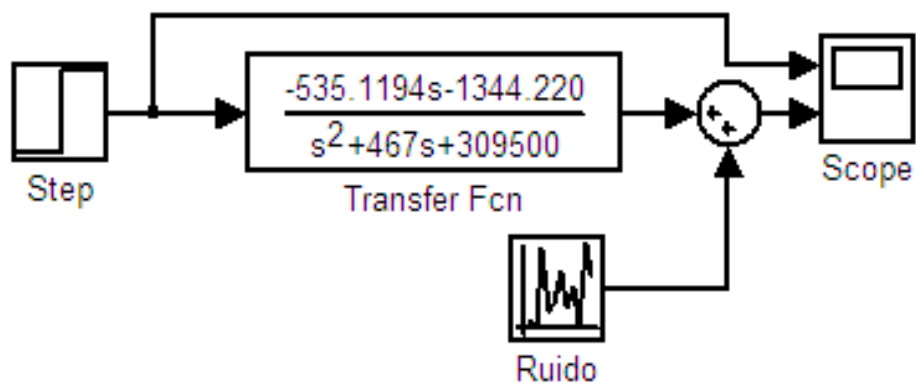 -535.1194s-1344.220
s²+467s+309500
Step
Transfer Fcn
Scope
Ruido